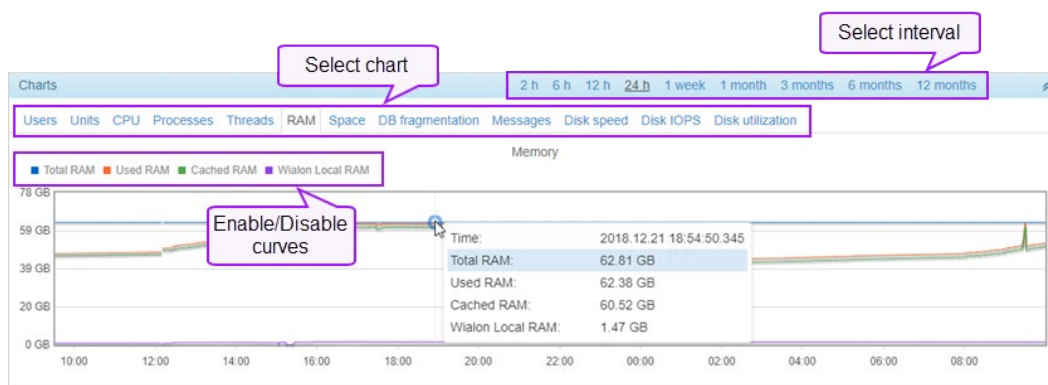 Select interval
Select chart
Charts 2 h 6 h 12 h 24 h 1 week 1 month 3 months 6 months 12 months
Users Units CPU Processes Threads RAM Space DB fragmentation Messages Disk speed Disk IOPS Disk utilization
Memory
Total RAM Used RAM Cached RAM Wialon Local RAM
78 GB
Enable/Disable
curves
59 GB
39 GB
20 GB
0 GB
Time: 2018.12.21 18:54:50.345
Total RAM: 62.81 GB
Used RAM: 62.38 GB
Cached RAM: 60.52 GB
Wialon Local RAM: 1.47 GB
10:00 12:00 14:00 16:00 18:00 20:00 22:00 00:00 02:00 04:00 06:00 08:00